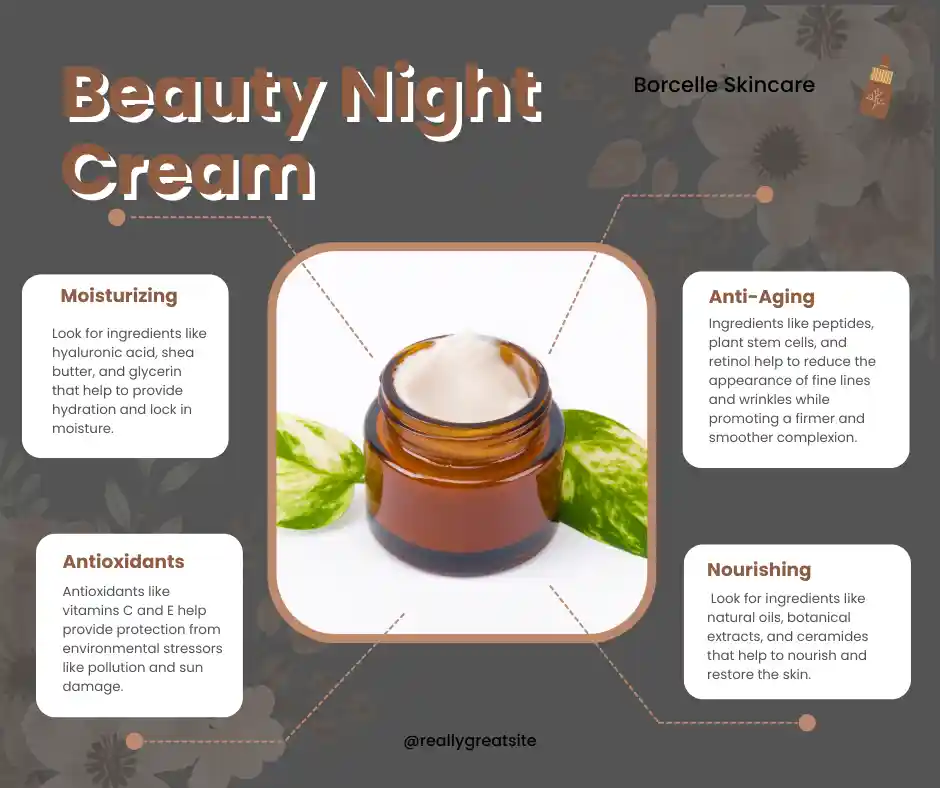 Beauty Night
Cream
Borcelle Skincare
Moisturizing
Look for ingredients like
hyaluronic acid, shea
butter, and glycerin
that help to provide
hydration and lock in
moisture.
Anti-Aging
Ingredients like peptides,
plant stem cells, and
retinol help to reduce the
appearance of fine lines
and wrinkles while
promoting a firmer and
smoother complexion.
Antioxidants
Antioxidants like
vitamins C and E help
provide protection from
environmental stressors
like pollution and sun
damage.
Nourishing
Look for ingredients like
natural oils, botanical
extracts, and ceramides
that help to nourish and
restore the skin.
@reallygreatsite